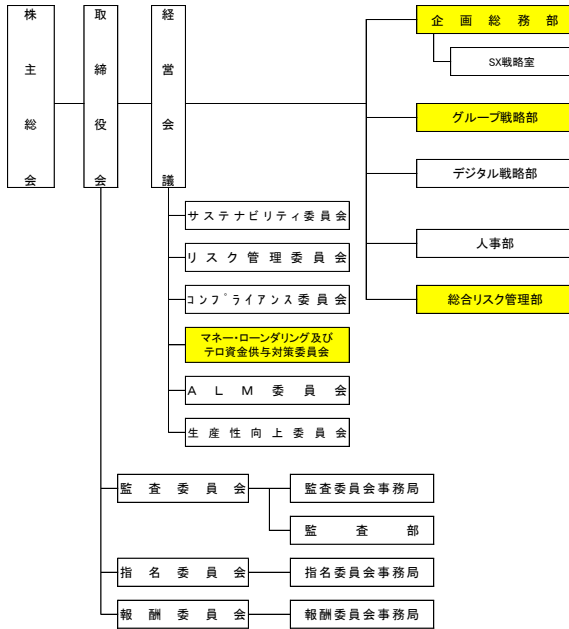 株主総会
取締役会
経営会議
企画総務部
SX戦略室
グループ戦略部
デジタル戦略部
人事部
総合リスク管理部
サステナビリティ委員会
リスク管理委員会
コンプライアンス委員会
マネー・ローンダリング及び
テロ資金供与対策委員会
ALM委員会
生産性向上委員会
監査委員会
監査委員会事務局
監査部
指名委員会
指名委員会事務局
報酬委員会
報酬委員会事務局